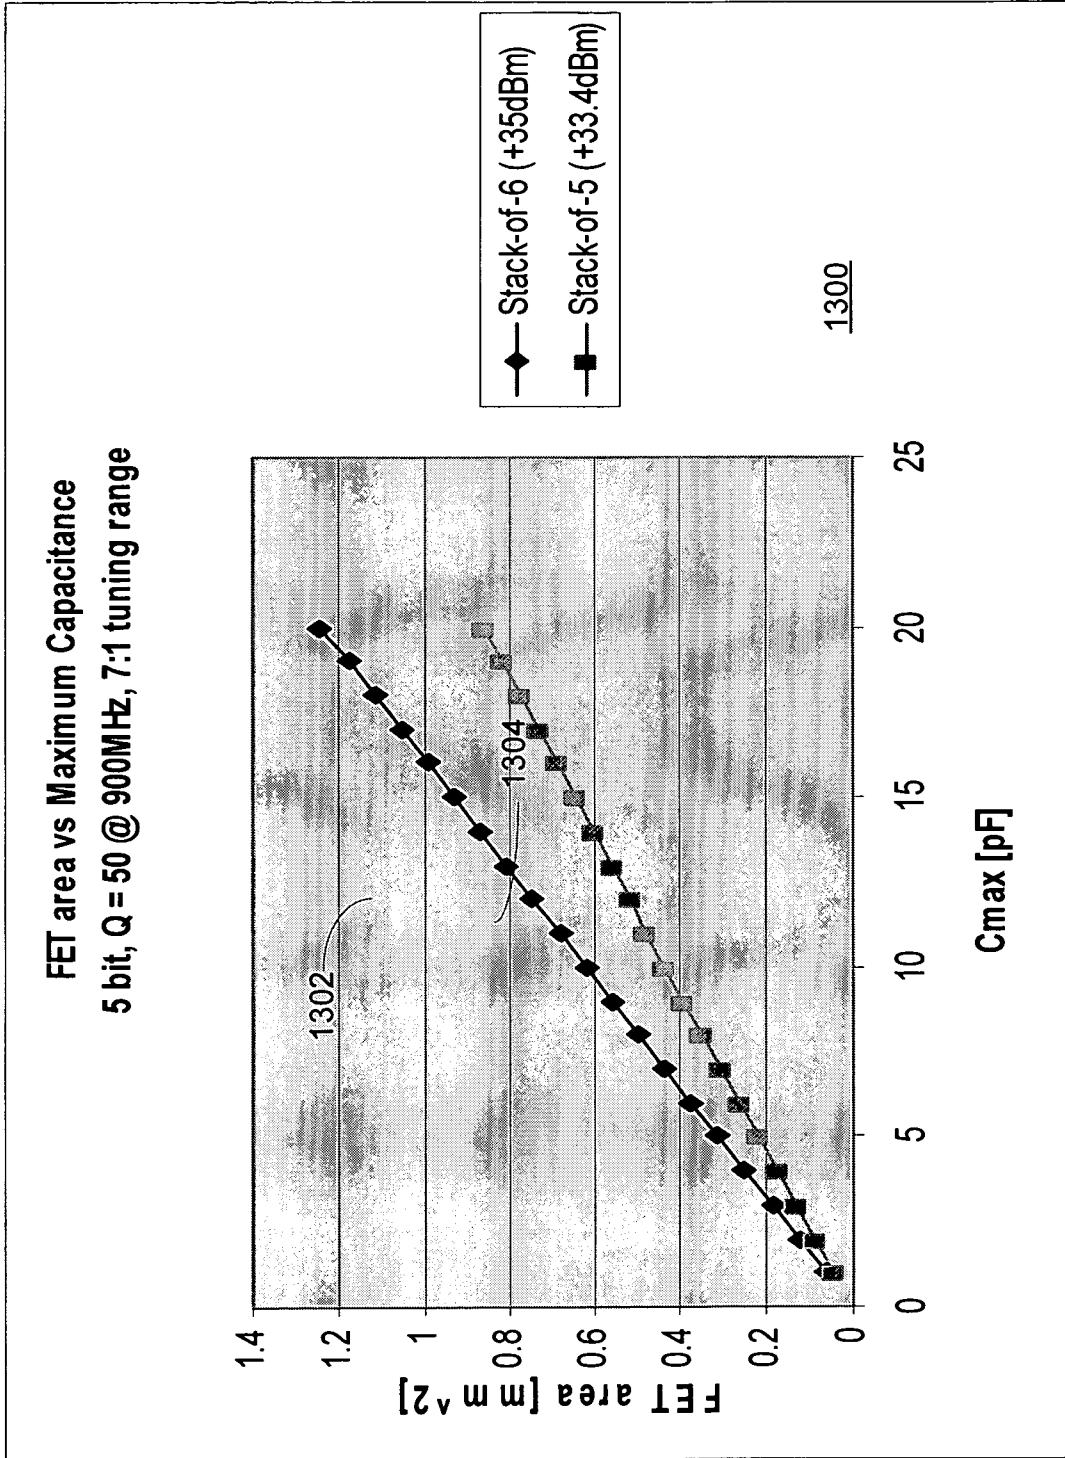 FET area vs Maximum Capacitance
5 bit, Q = 50 @ 900MHz, 7:1 tuning range
FET area [mm^2]
1.4
1.2
1
0.8
0.6
0.4
0.2
0
0
5
10
15
20
25
Cmax [pF]
1302
1304
Stack-of-6 (+35dBm)
Stack-of-5 (+33.4dBm)
1300